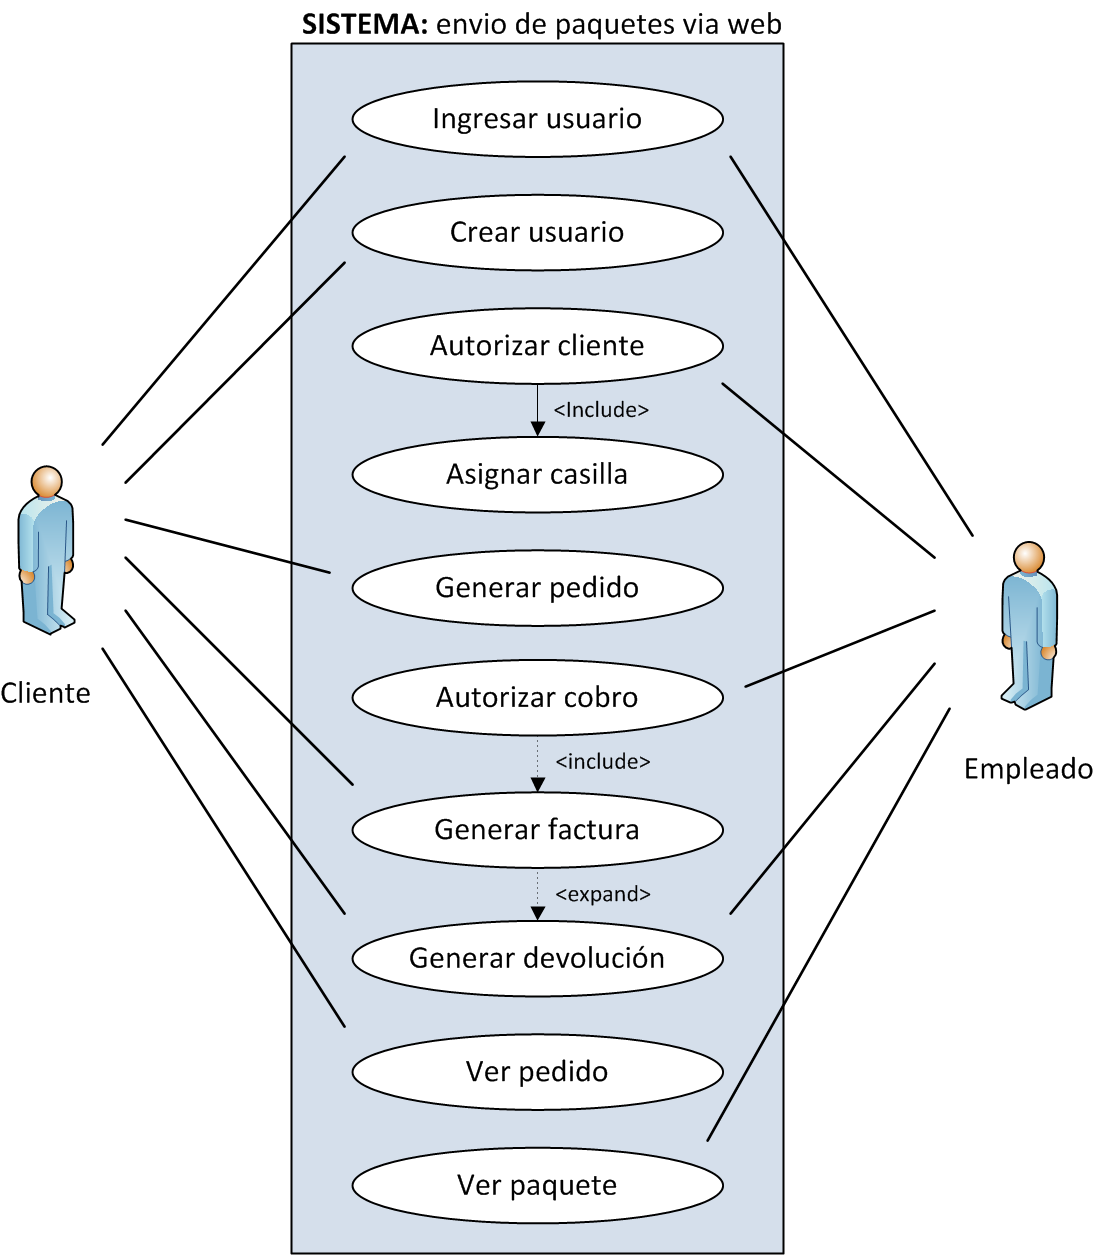 SISTEMA: envio de paquetes via web
Ingresar usuario
Crear usuario
Autorizar cliente
<Include>
Asignar casilla
Generar pedido
Autorizar cobro
<include>
Generar factura
<expand>
Generar devolución
Ver pedido
Ver paquete
Cliente
Empleado